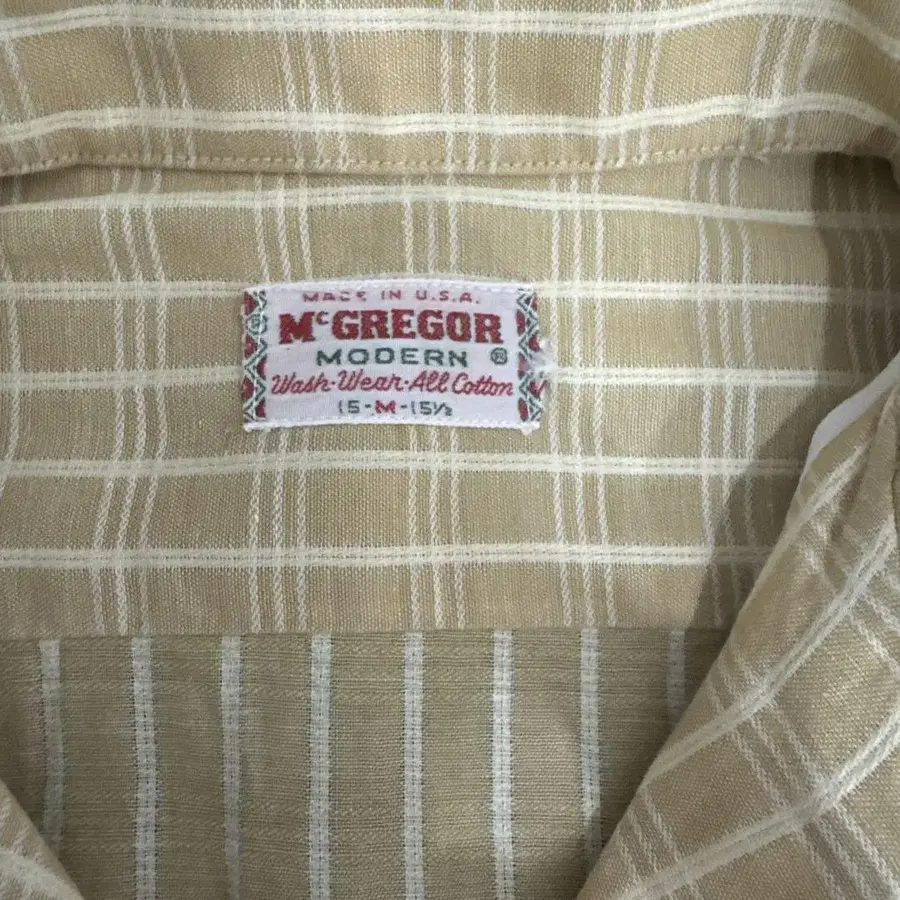 MADE IN U.S.A.
McGREGOR
MODERN ®
Wash-Wear-All Cotton
15-M-15½